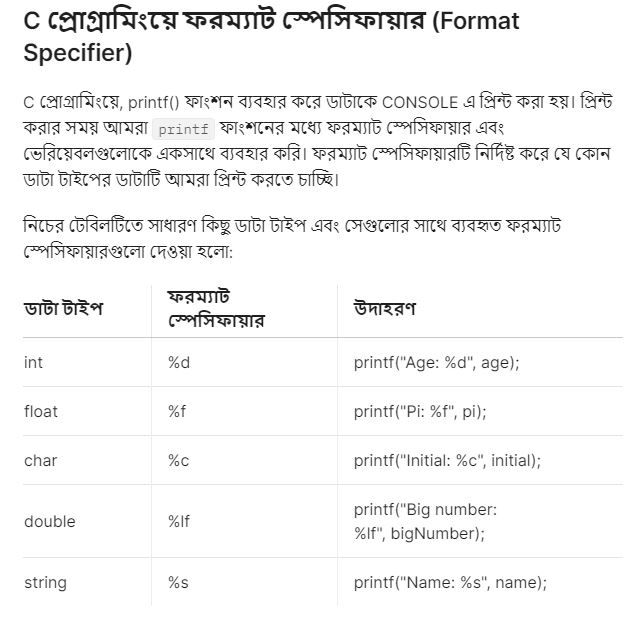 C প্রোগ্রামিংয়ে ফরম্যাট স্পেসিফায়ার (Format
Specifier)
C প্রোগ্রামিংয়ে, printf() ফাংশন ব্যবহার করে ডাটাকে CONSOLE এ প্রিন্ট করা হয়। প্রিন্ট
করার সময় আমরা printf ফাংশনের মধ্যে ফরম্যাট স্পেসিফায়ার এবং
ভেরিয়েবলগুলোকে একসাথে ব্যবহার করি। ফরম্যাট স্পেসিফায়ারটি নির্দিষ্ট করে যে কোন
ডাটা টাইপের ডাটাটি আমরা প্রিন্ট করতে চাচ্ছি।
নিচের টেবিলটিতে সাধারণ কিছু ডাটা টাইপ এবং সেগুলোর সাথে ব্যবহৃত ফরম্যাট
স্পেসিফায়ারগুলো দেওয়া হলো:
ডাটা টাইপ
ফরম্যাট
স্পেসিফায়ার
উদাহরণ
int %d printf("Age: %d", age);
float %f printf("Pi: %f", pi);
char %c printf("Initial: %c", initial);
double %lf printf("Big number:
%lf", bigNumber);
string %s printf("Name: %s", name);